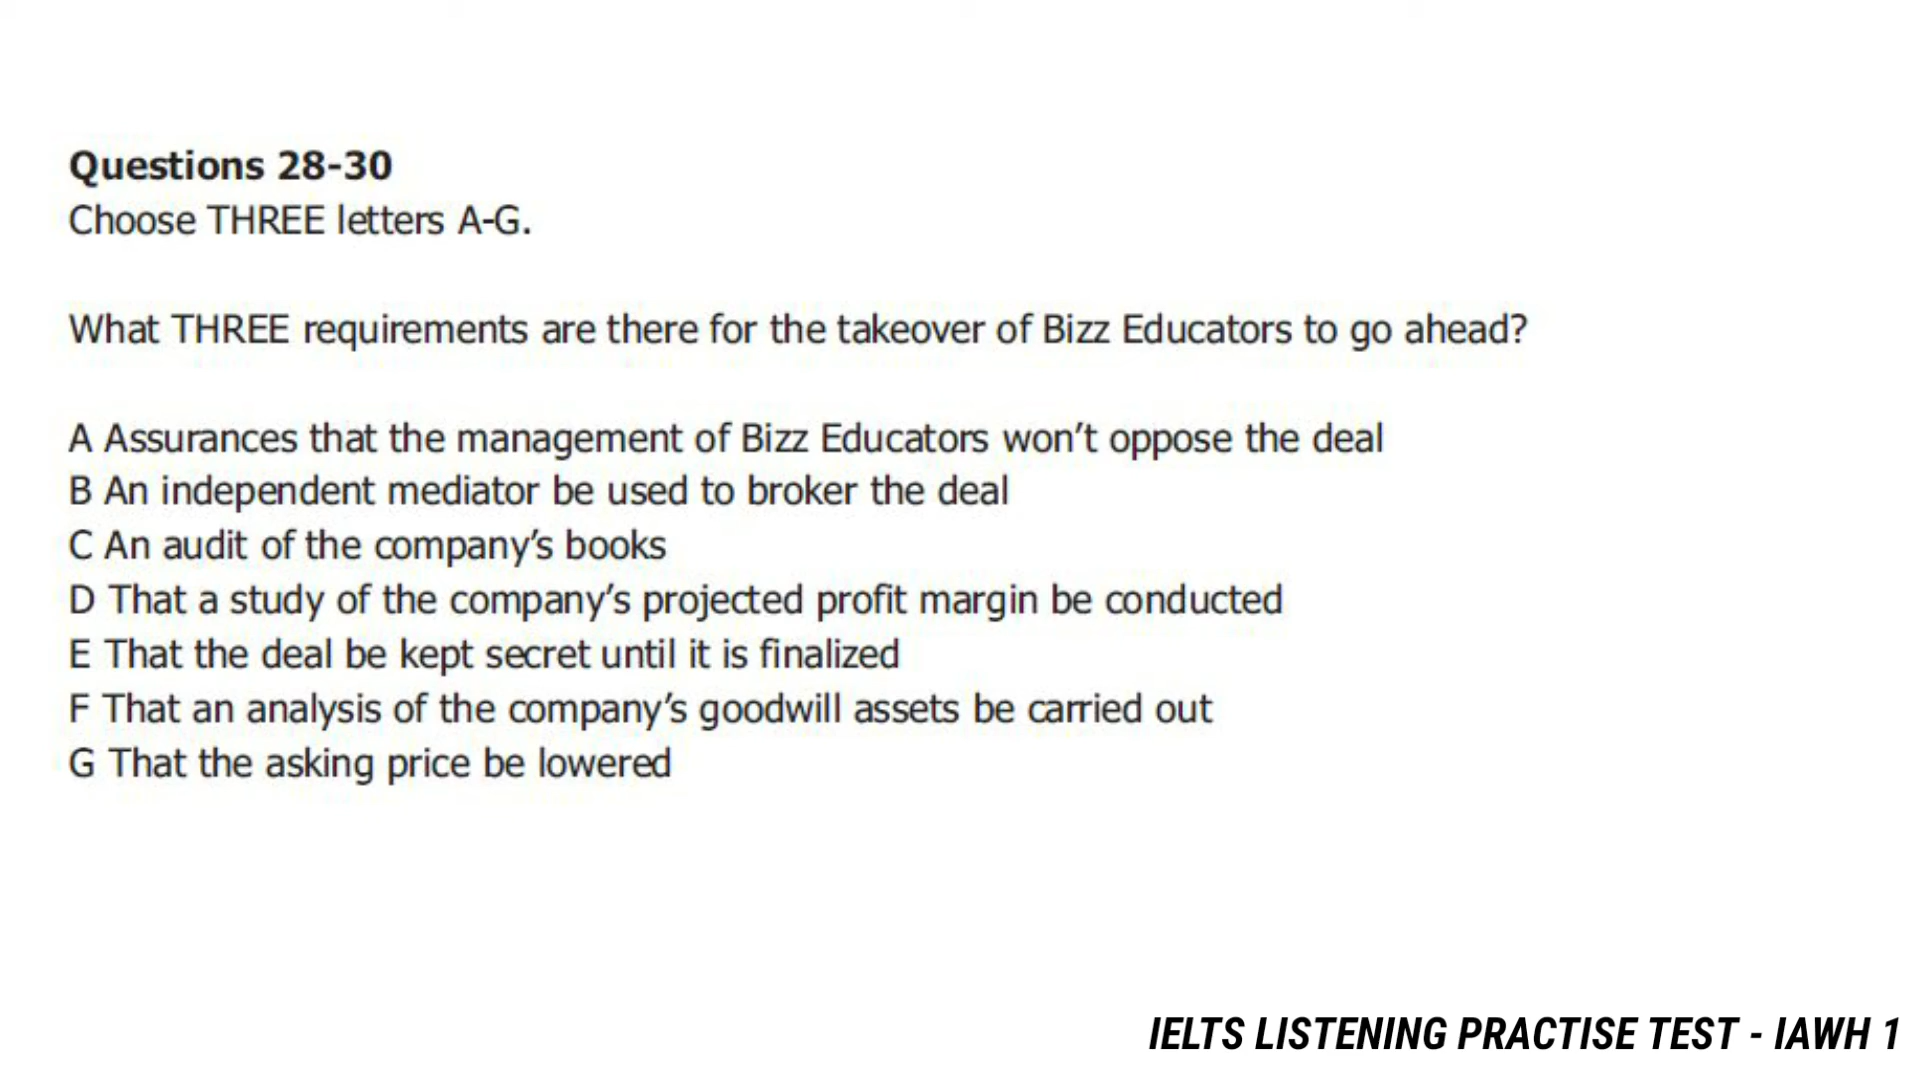 Questions 28-30
Choose THREE letters A-G.
What THREE requirements are there for the takeover of Bizz Educators to go ahead?
A Assurances that the management of Bizz Educators won’t oppose the deal
B An independent mediator be used to broker the deal
C An audit of the company’s books
D That a study of the company’s projected profit margin be conducted
E That the deal be kept secret until it is finalized
F That an analysis of the company’s goodwill assets be carried out
G That the asking price be lowered
IELTS LISTENING PRACTISE TEST - IAWH 1